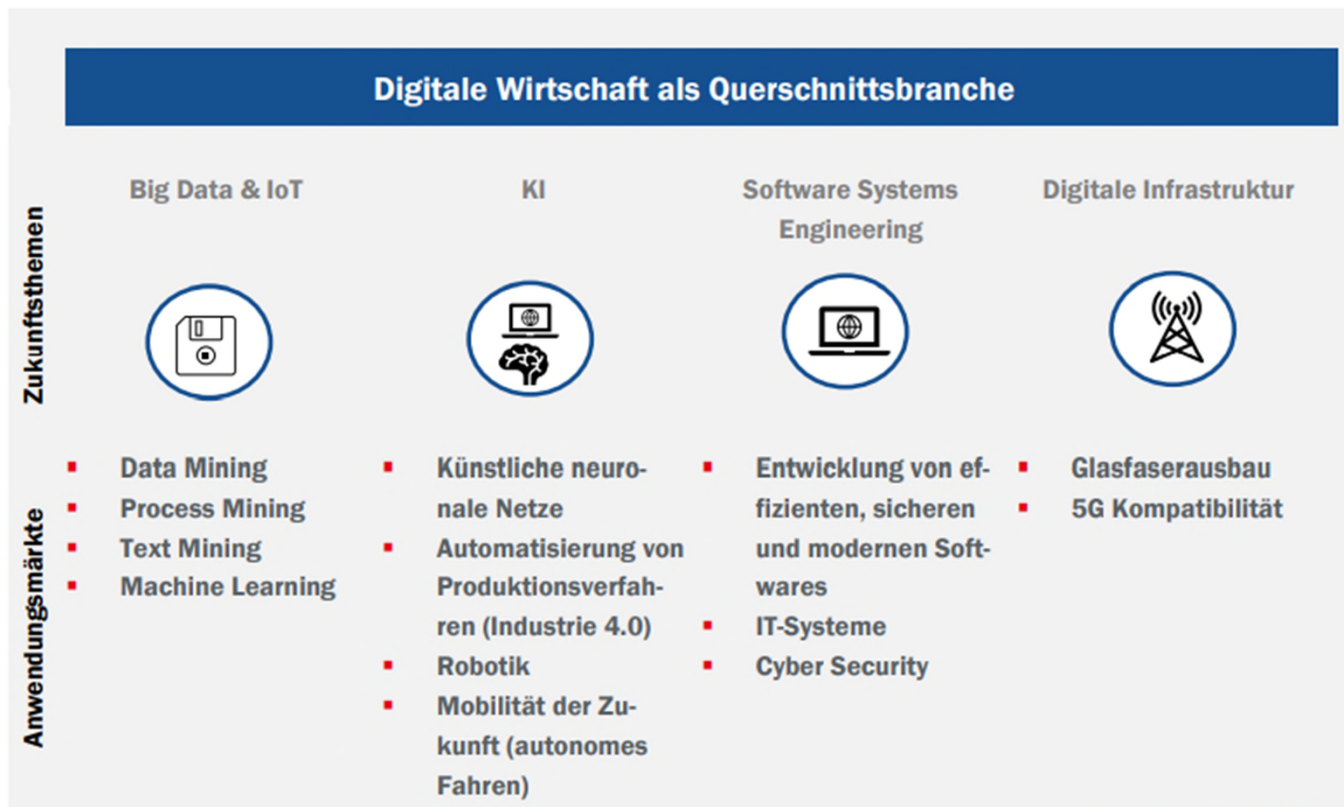 Digitale Wirtschaft als Querschnittsbranche
Zukunftsthemen
Big Data & IoT
KI
Software Systems
Engineering
Digitale Infrastruktur
Anwendungsmärkte
Data Mining
Process Mining
Text Mining
Machine Learning
Künstliche neuro-
nale Netze
Automatisierung von
Produktionsverfah-
ren (Industrie 4.0)
Robotik
Mobilität der Zu-
kunft (autonomes
Fahren)
Entwicklung von ef-
fizienten, sicheren
und modernen Soft-
wares
IT-Systeme
Cyber Security
Glasfaserausbau
5G Kompatibilität